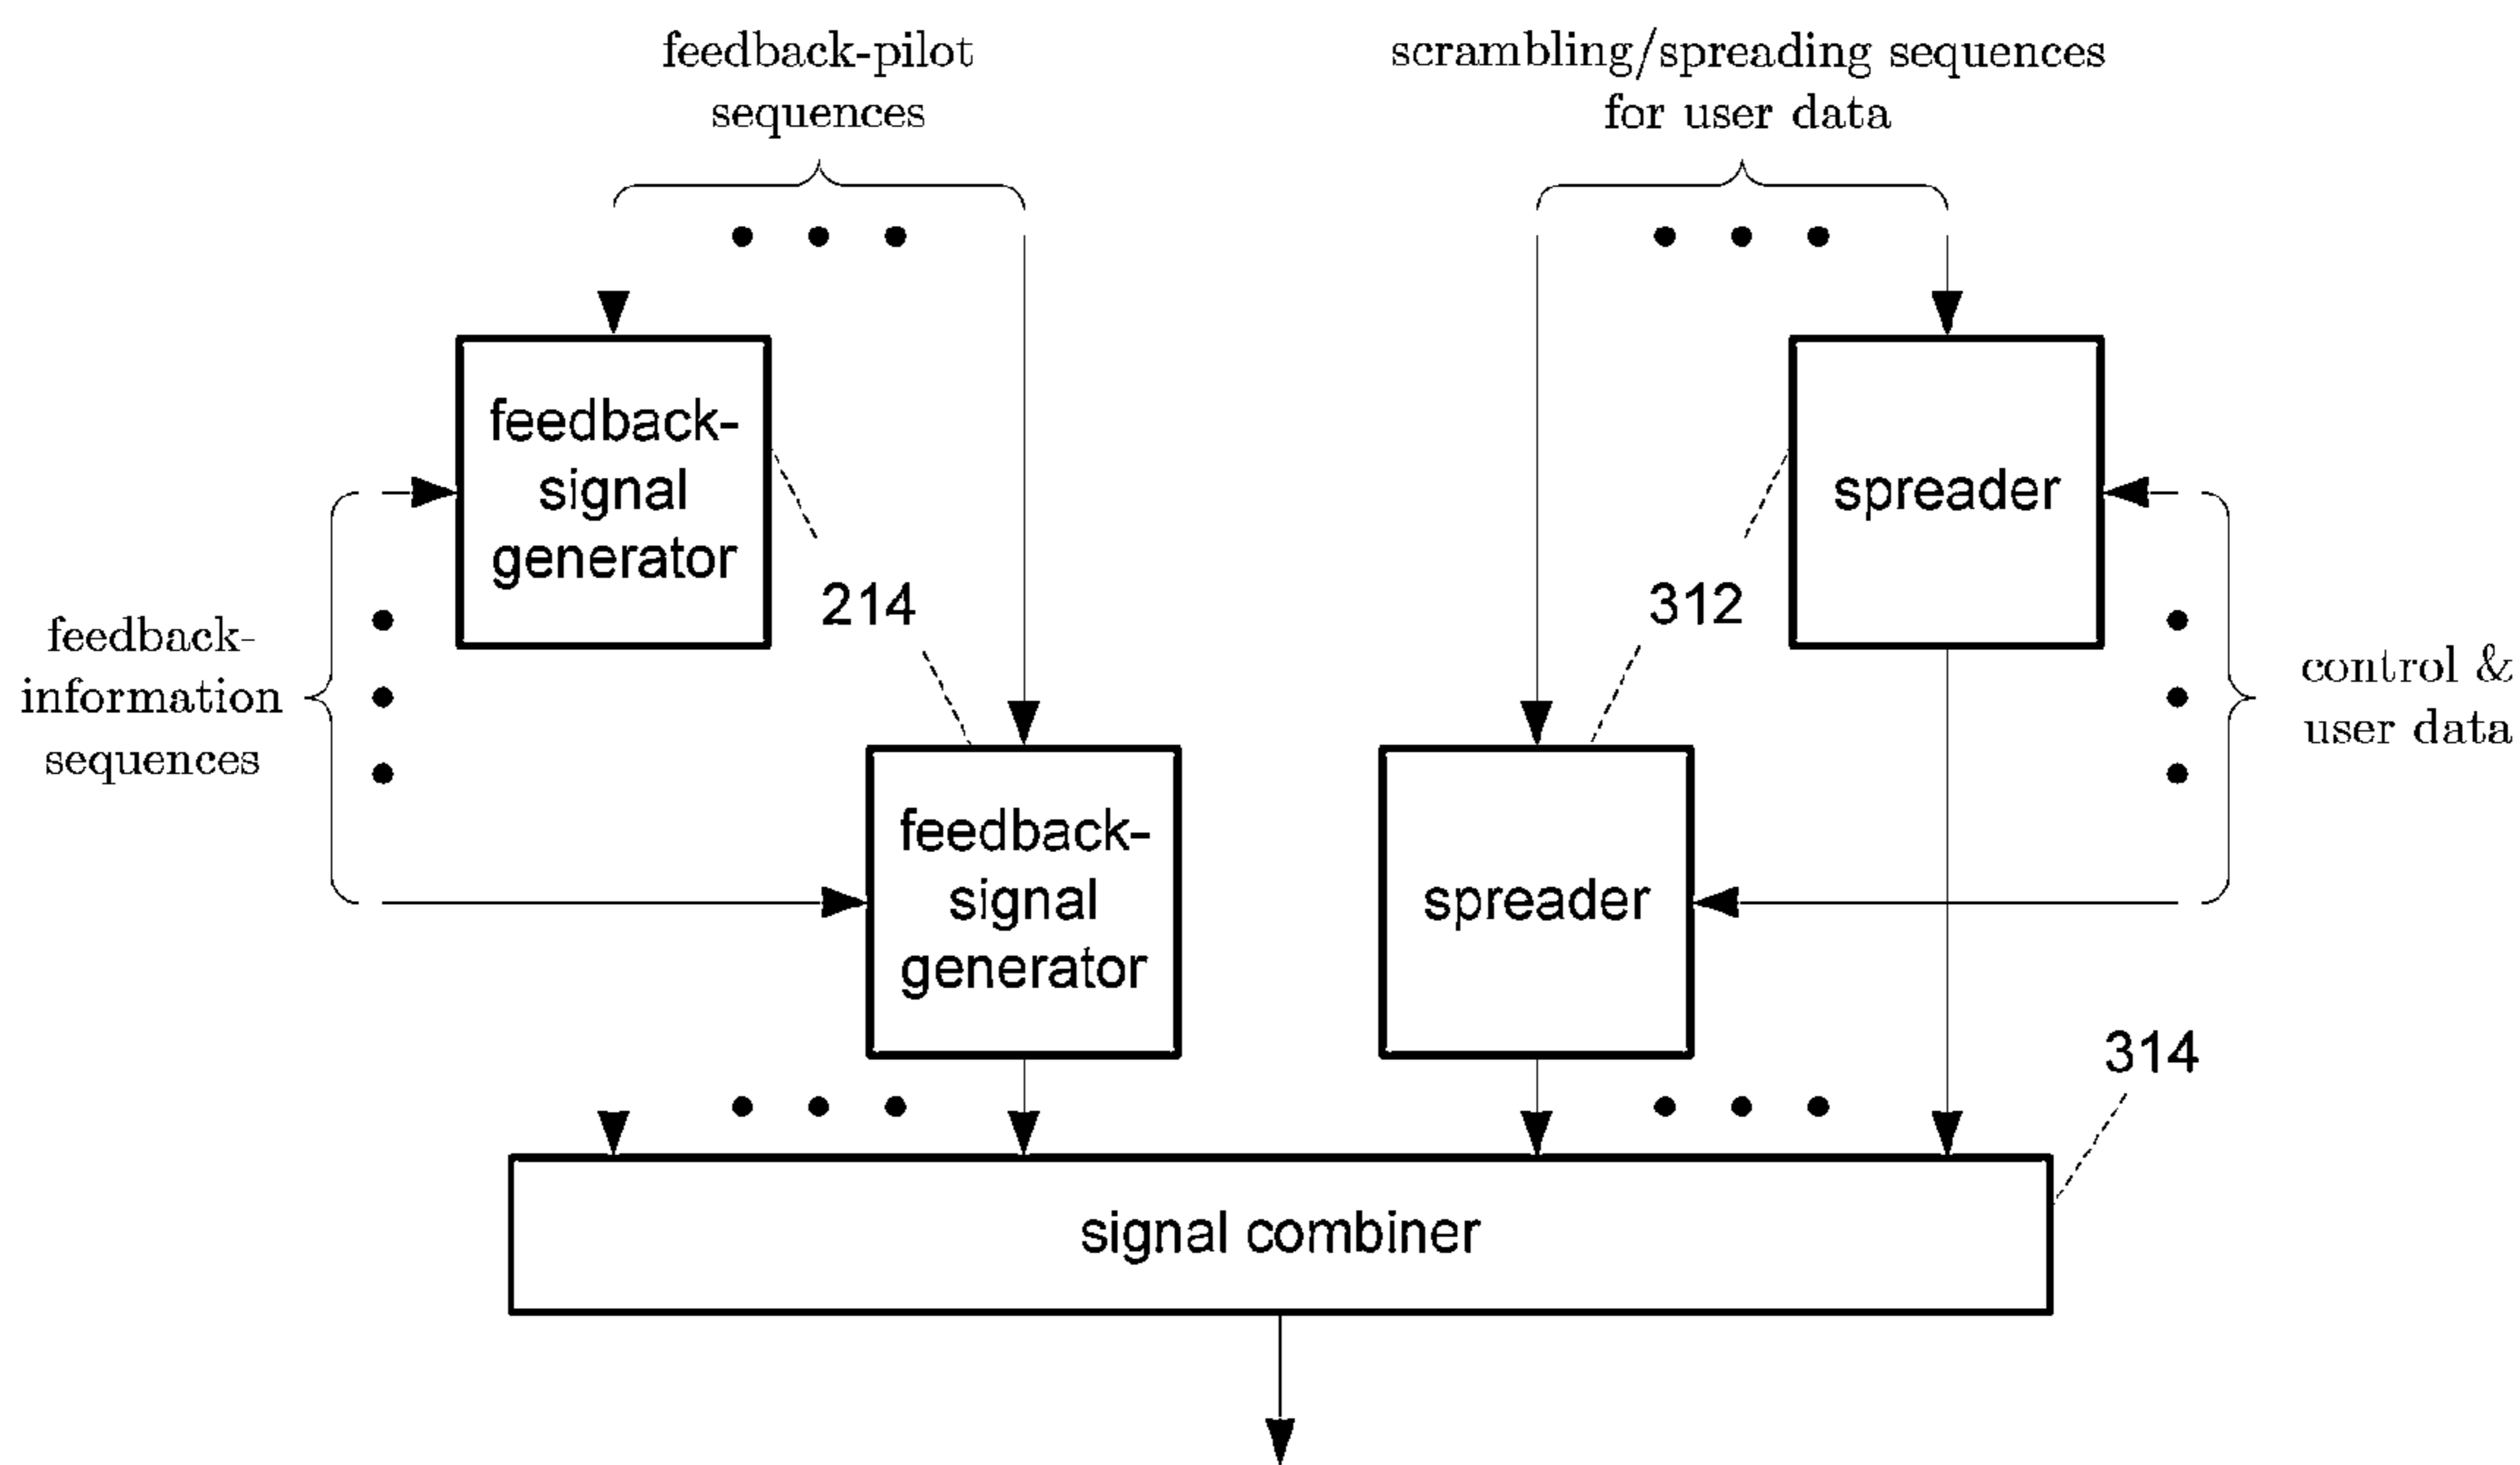 feedback-pilot
sequences
scrambling/spreading sequences
for user data
feedback-
signal
generator
spreader
214
312
feedback-
information
sequences
control &
user data
feedback-
signal
generator
spreader
314
signal combiner